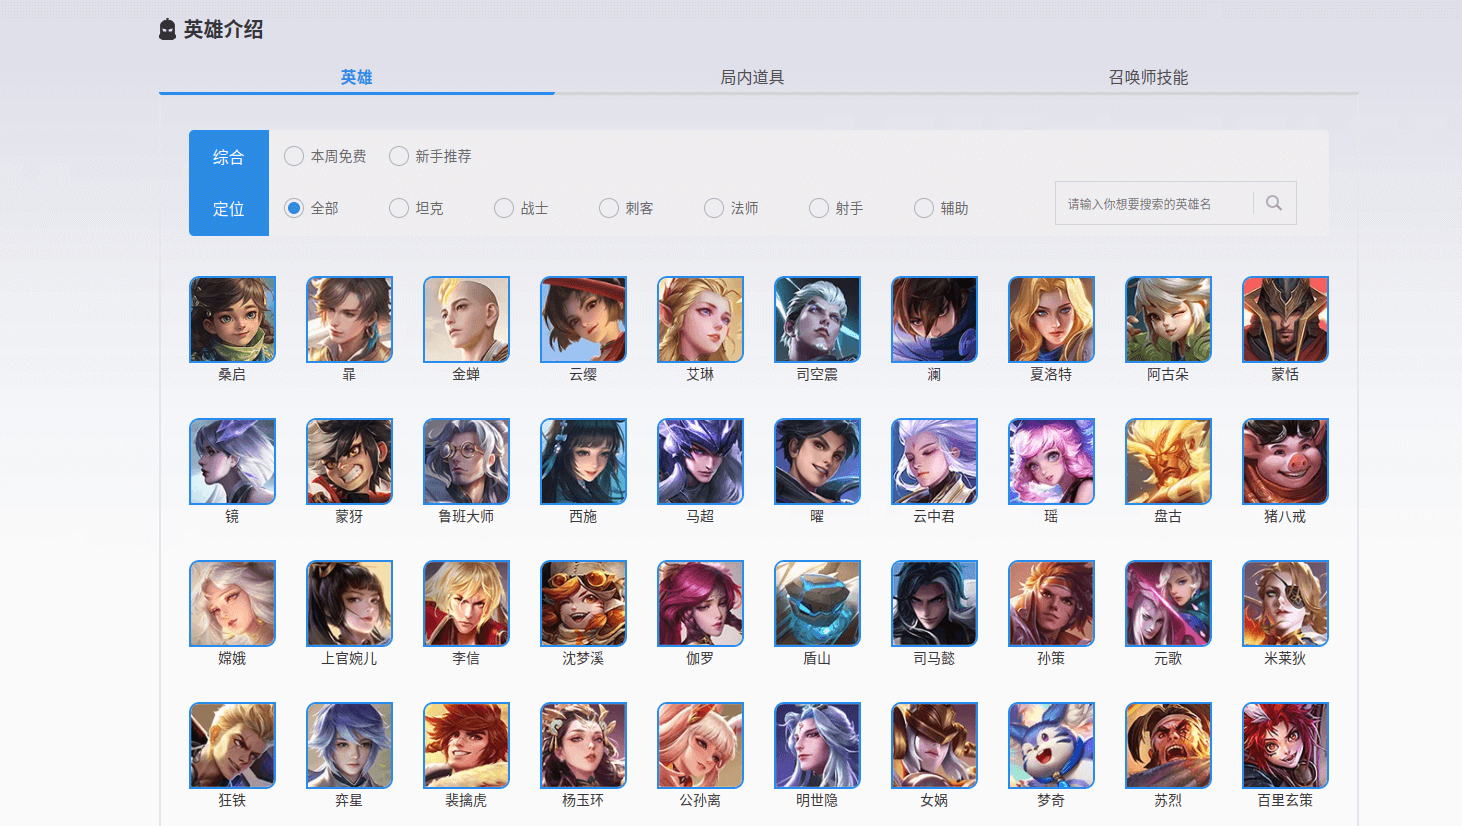 英雄介绍
英雄 局内道具 召唤师技能
综合 本周免费 新手推荐
定位 全部 坦克 战士 刺客 法师 射手 辅助 请输入你想要搜索的英雄名
桑启 暃 金蝉 云缨 艾琳 司空震 澜 夏洛特 阿古朵 蒙恬
镜 蒙犽 鲁班大师 西施 马超 曜 云中君 瑶 盘古 猪八戒
嫦娥 上官婉儿 李信 沈梦溪 伽罗 盾山 司马懿 孙策 元歌 米莱狄
狂铁 弈星 裴擒虎 杨玉环 公孙离 明世隐 女娲 梦奇 苏烈 百里玄策